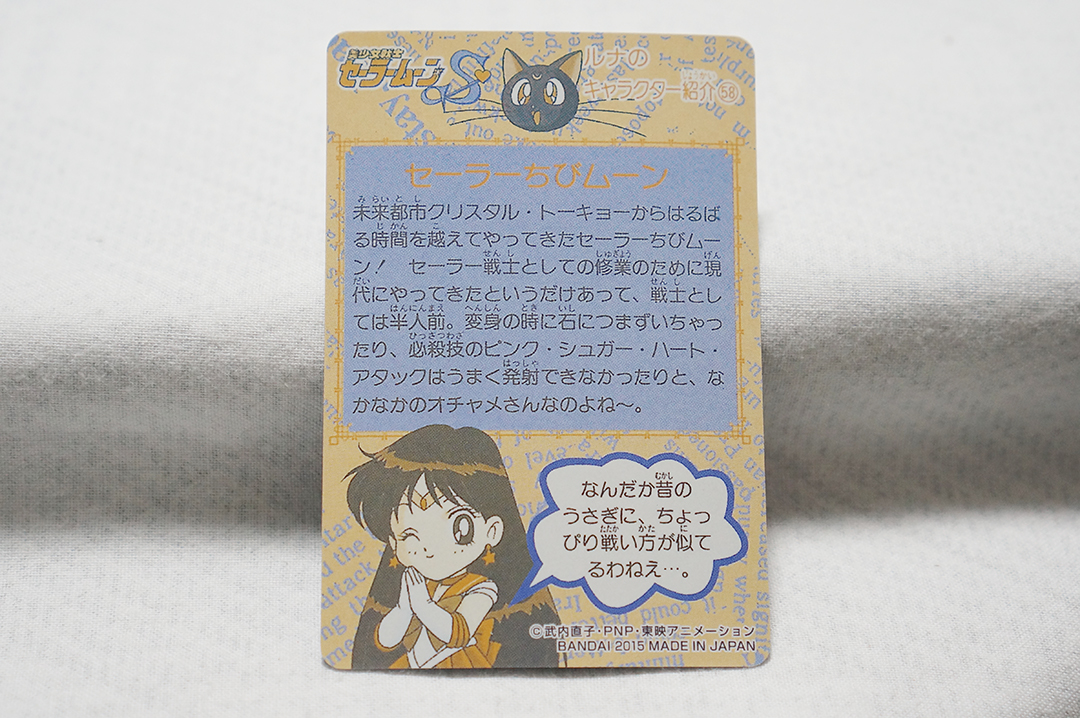 美少女戦士
セーラームーンS
ルナの
キャラクター紹介58
セーラーちびムーン
未来都市クリスタル・トーキョーからはるば
る時間を越えてやってきたセーラーちびムー
ン! セーラー戦士としての修業のために現
代にやってきたというだけあって、戦士とし
ては半人前。変身の時に石につまずいちゃっ
たり、必殺技のピンク・シュガー・ハート・
アタックはうまく発射できなかったりと、な
かなかのオチャメさんなのよね〜。
なんだか昔の
うさぎに、ちょっ
ぴり戦い方が似て
るわねえ…。
©武内直子・PNP・東映アニメーション
BANDAI 2015 MADE IN JAPAN